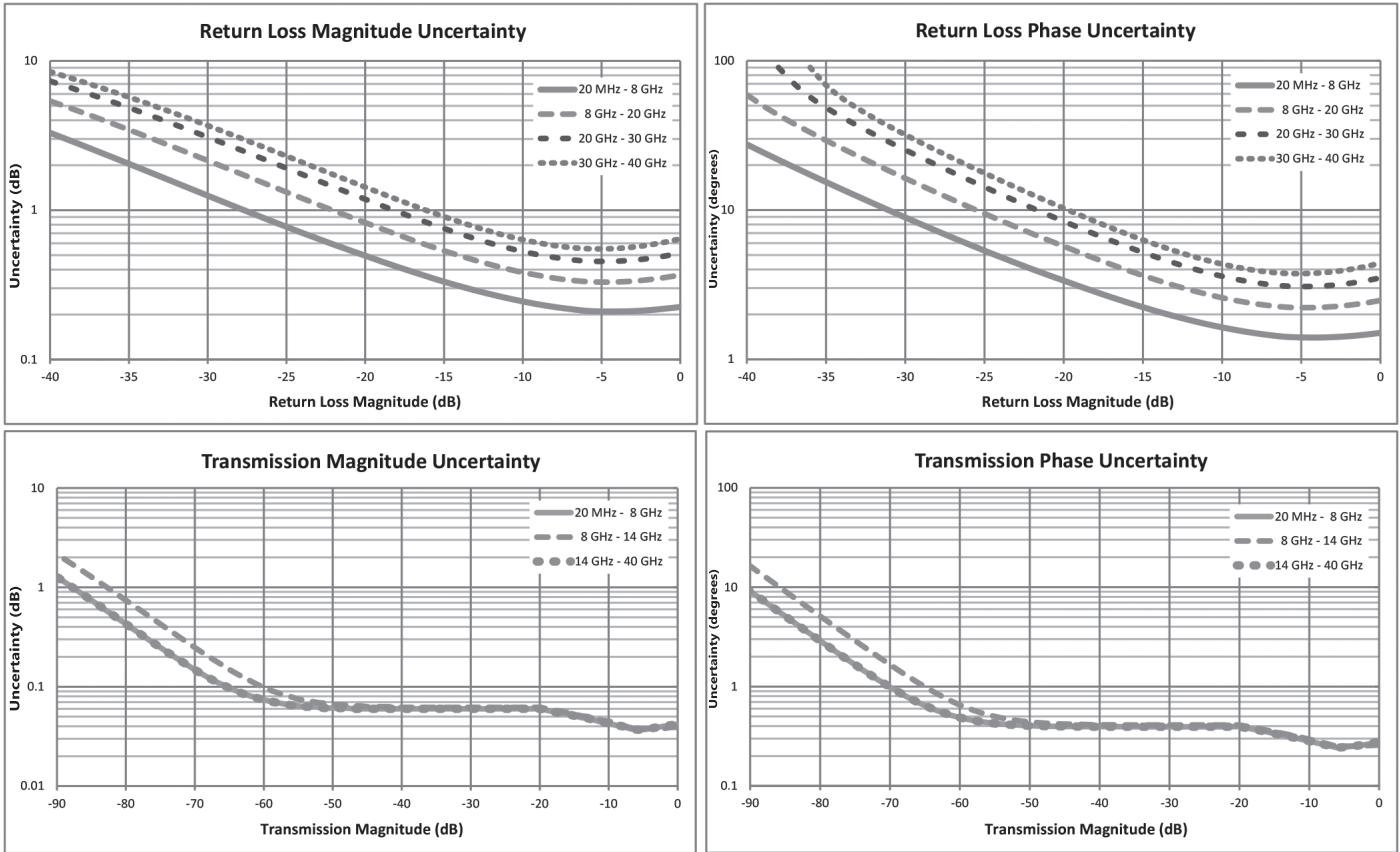 Return Loss Magnitude Uncertainty
Uncertainty (dB)
10
1
0.1
20 MHz - 8 GHz
8 GHz - 20 GHz
20 GHz - 30 GHz
30 GHz - 40 GHz
-40 -35 -30 -25 -20 -15 -10 -5 0
Return Loss Magnitude (dB)
Return Loss Phase Uncertainty
Uncertainty (degrees)
100
10
1
20 MHz - 8 GHz
8 GHz - 20 GHz
20 GHz - 30 GHz
30 GHz - 40 GHz
-40 -35 -30 -25 -20 -15 -10 -5 0
Return Loss Magnitude (dB)
Transmission Magnitude Uncertainty
Uncertainty (dB)
10
1
0.1
0.01
20 MHz - 8 GHz
8 GHz - 14 GHz
14 GHz - 40 GHz
-90 -80 -70 -60 -50 -40 -30 -20 -10 0
Transmission Magnitude (dB)
Transmission Phase Uncertainty
Uncertainty (degrees)
100
10
1
0.1
20 MHz - 8 GHz
8 GHz - 14 GHz
14 GHz - 40 GHz
-90 -80 -70 -60 -50 -40 -30 -20 -10 0
Transmission Magnitude (dB)